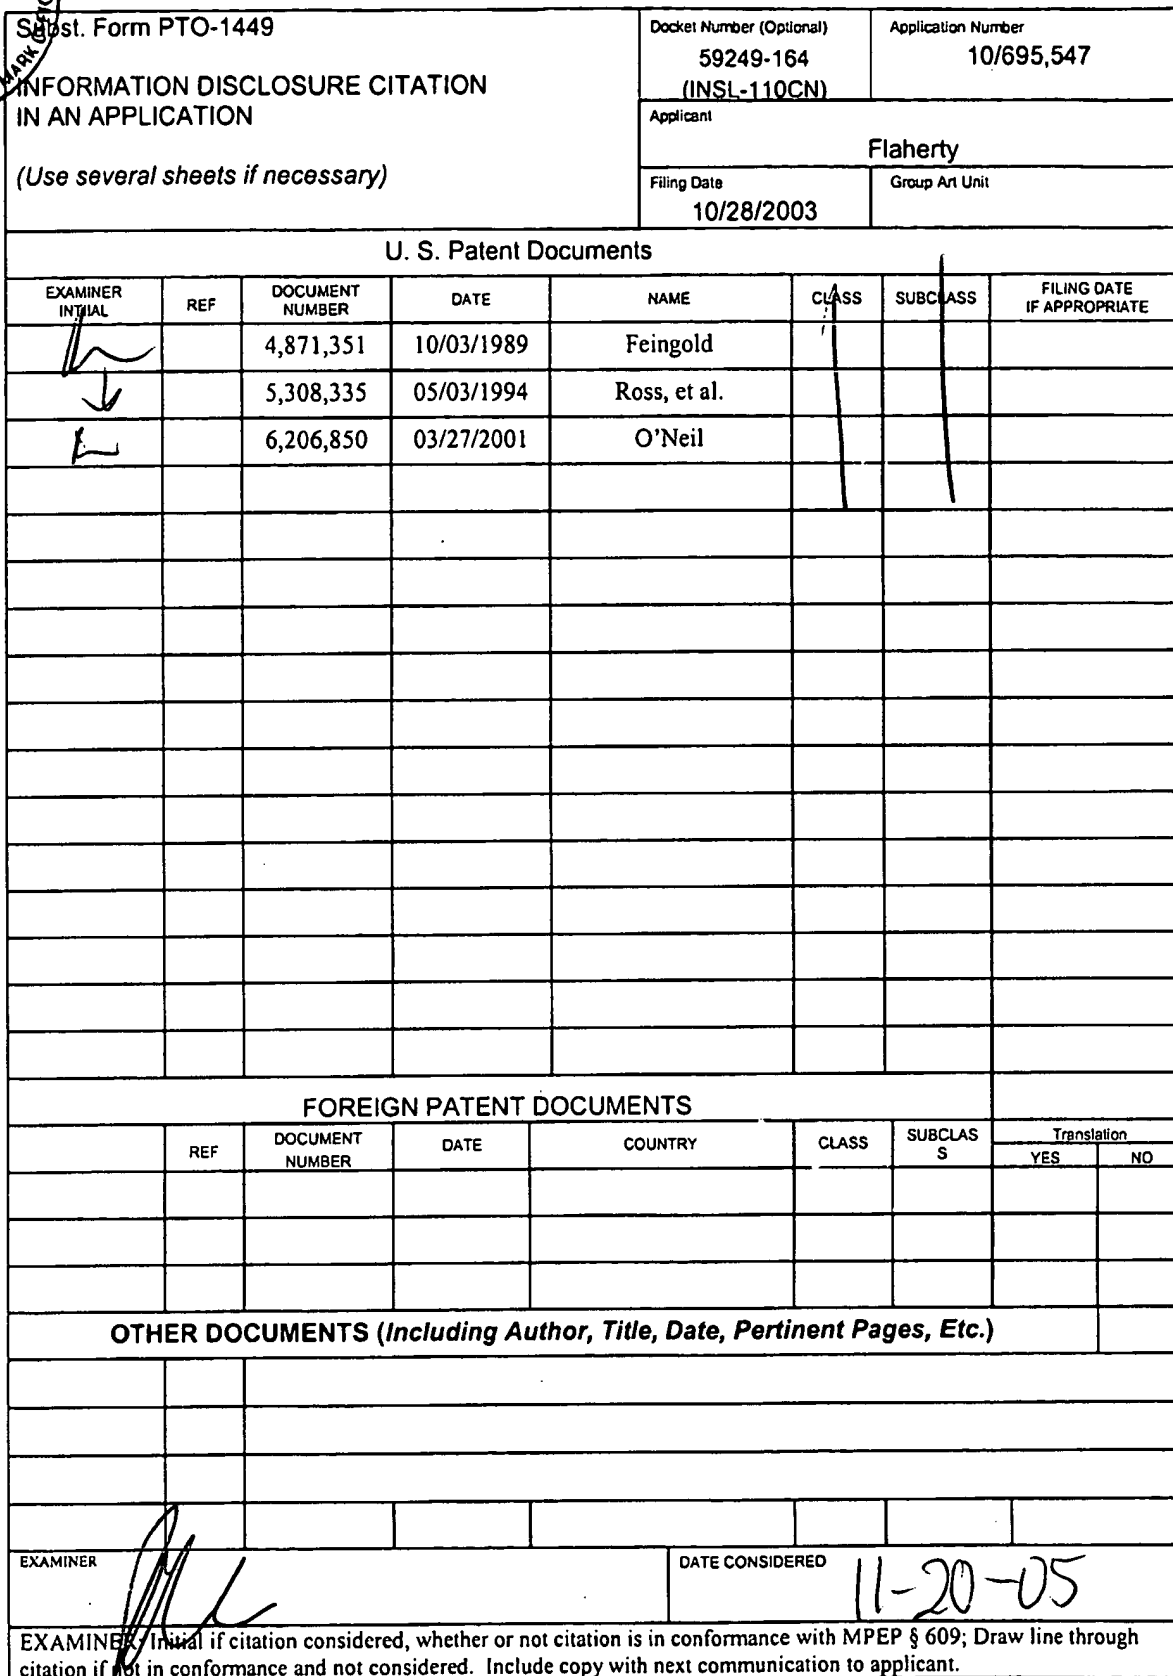 Subst. Form PTO-1449
INFORMATION DISCLOSURE CITATION
IN AN APPLICATION
(Use several sheets if necessary)
Docket Number (Optional)
59249-164
(INSL-110CN)
Application Number
10/695,547
Applicant
Flaherty
Filing Date
10/28/2003
Group Art Unit
U. S. Patent Documents
EXAMINER INITIAL REF DOCUMENT NUMBER DATE NAME CLASS SUBCLASS FILING DATE IF APPROPRIATE
4,871,351 10/03/1989 Feingold
5,308,335 05/03/1994 Ross, et al.
6,206,850 03/27/2001 O'Neil
FOREIGN PATENT DOCUMENTS
REF DOCUMENT NUMBER DATE COUNTRY CLASS SUBCLAS S Translation YES NO
OTHER DOCUMENTS (Including Author, Title, Date, Pertinent Pages, Etc.)
EXAMINER
DATE CONSIDERED 11-20-05
EXAMINER: Initial if citation considered, whether or not citation is in conformance with MPEP § 609; Draw line through
citation if not in conformance and not considered. Include copy with next communication to applicant.